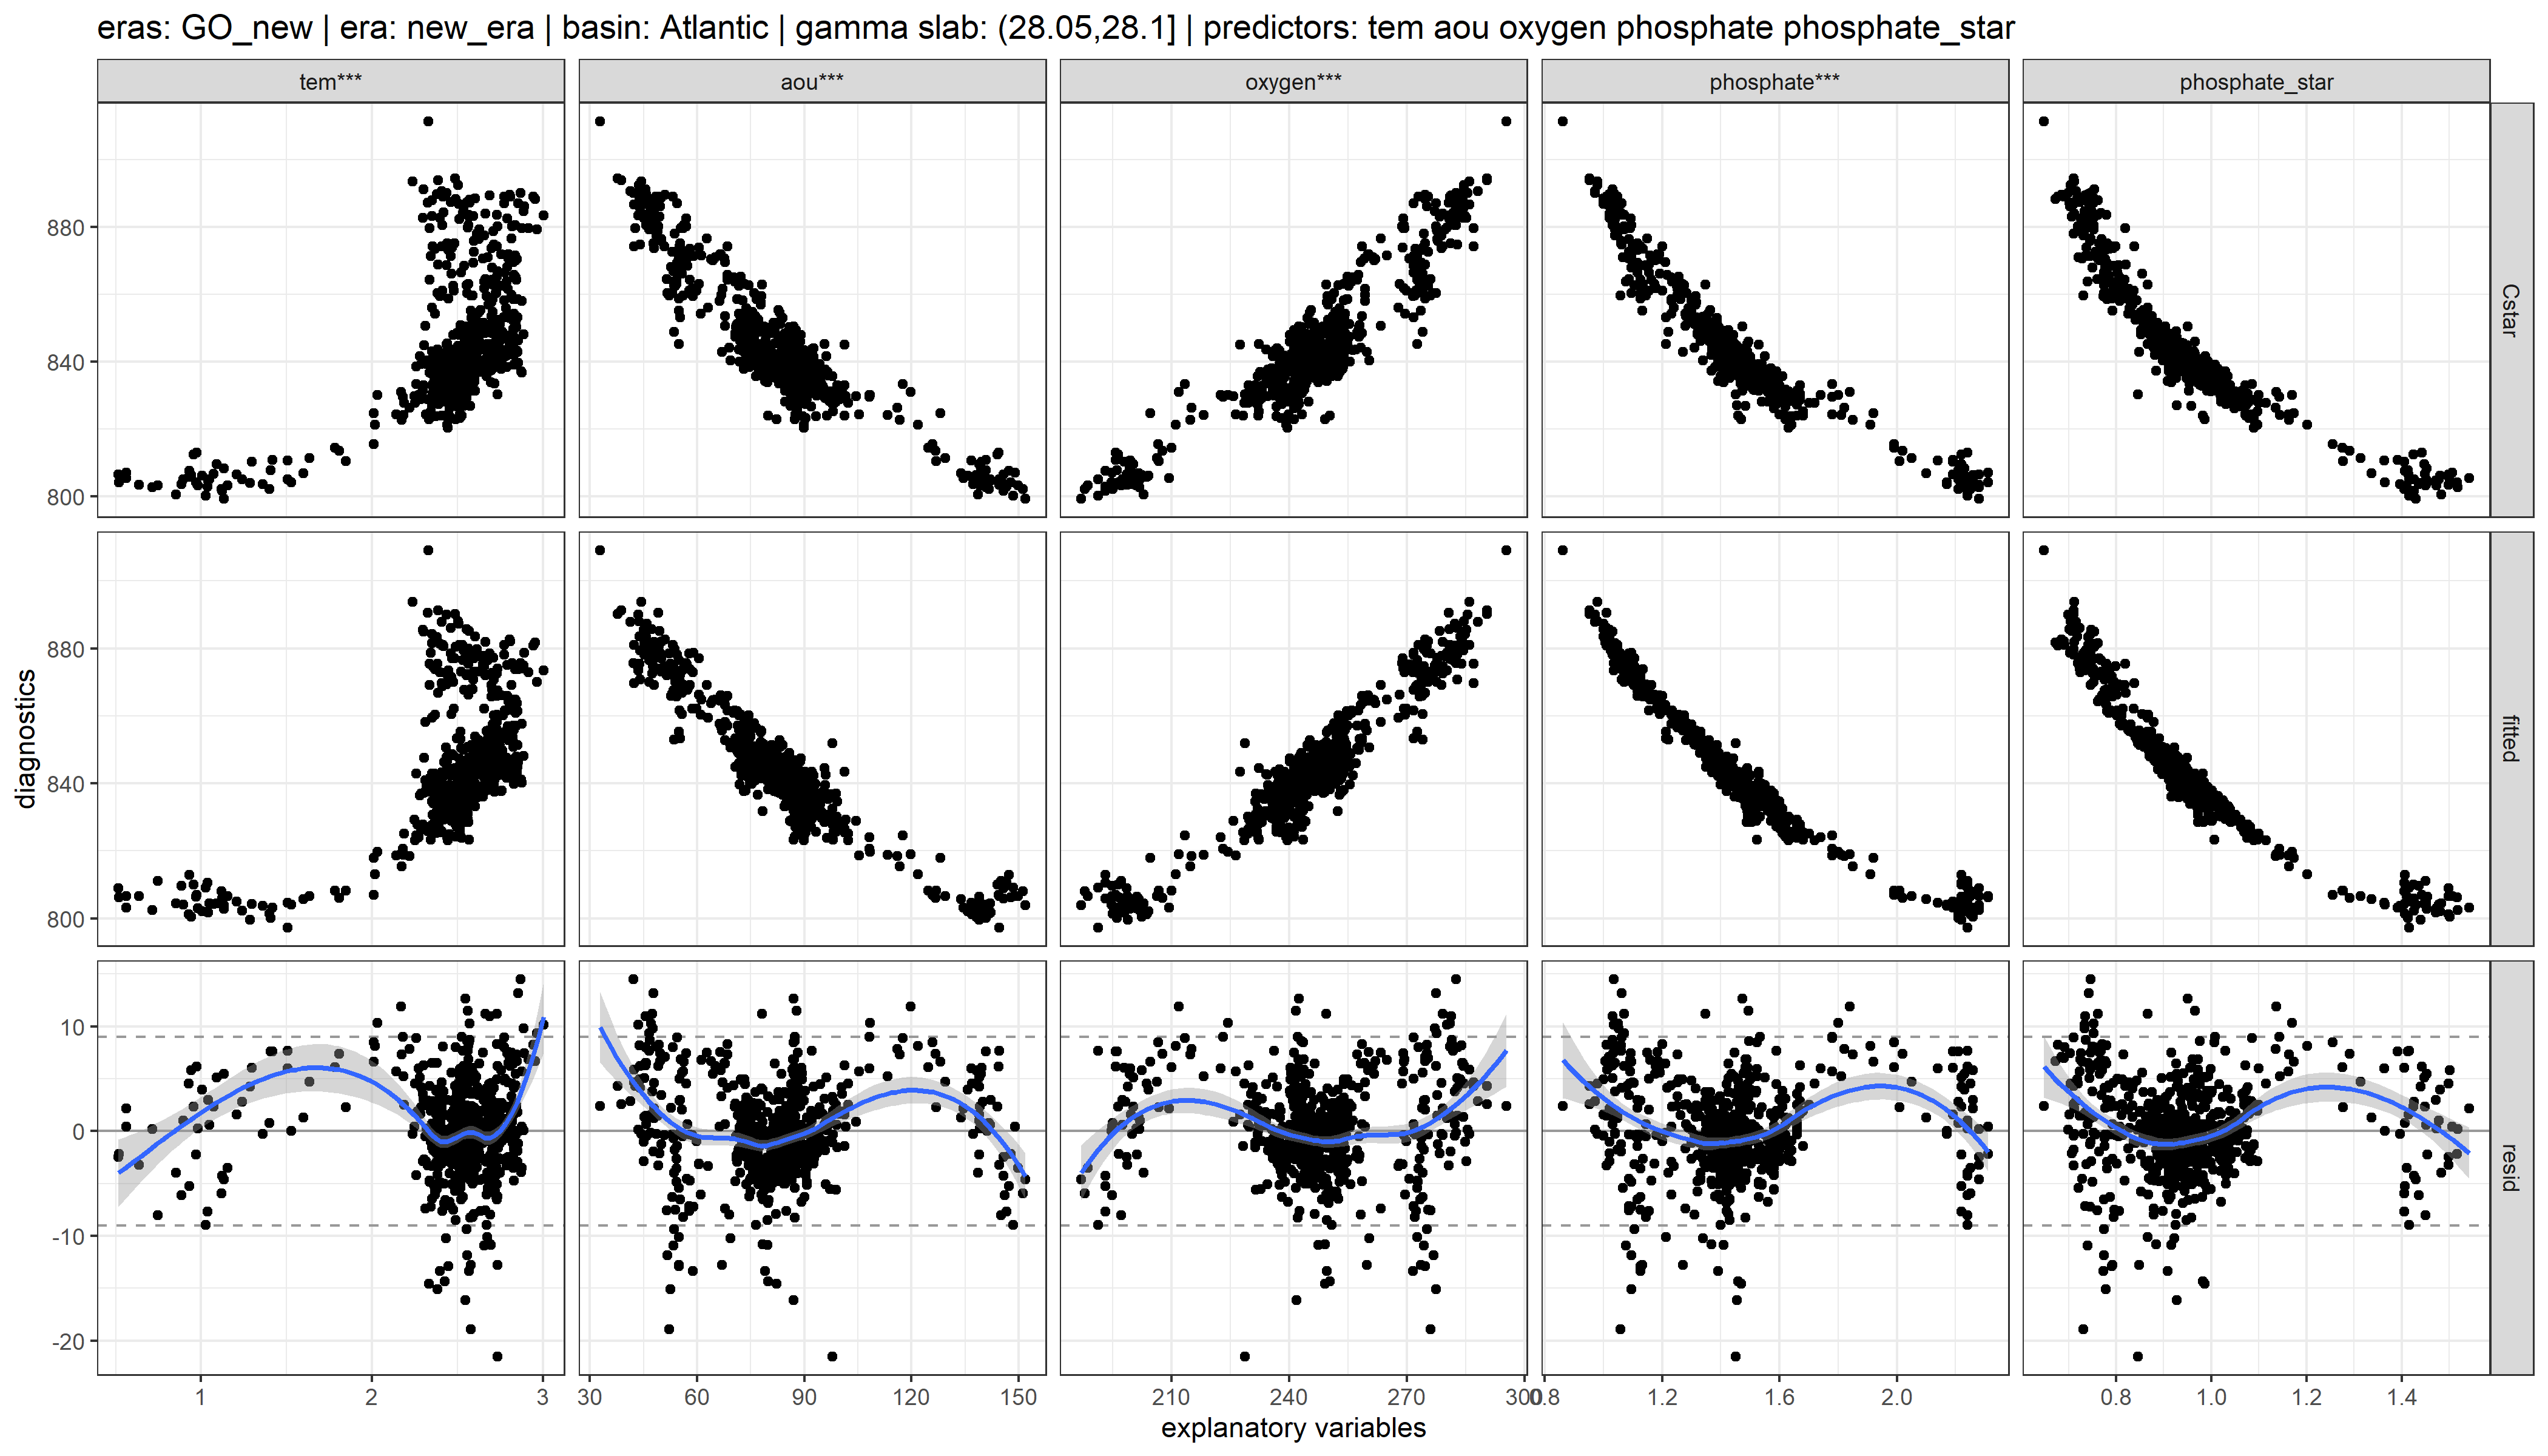 eras: GO_new | era: new_era | basin: Atlantic | gamma slab: (28.05,28.1] | predictors: tem aou oxygen phosphate phosphate_star
tem*** aou*** oxygen*** phosphate*** phosphate_star
880
840
800
Cstar
diagnostics
880
840
800
fitted
10
0
-10
-20
resid
1 2 3 30 60 90 120 150 210 240 270 300 0.8 1.2 1.6 2.0 0.8 1.0 1.2 1.4
explanatory variables